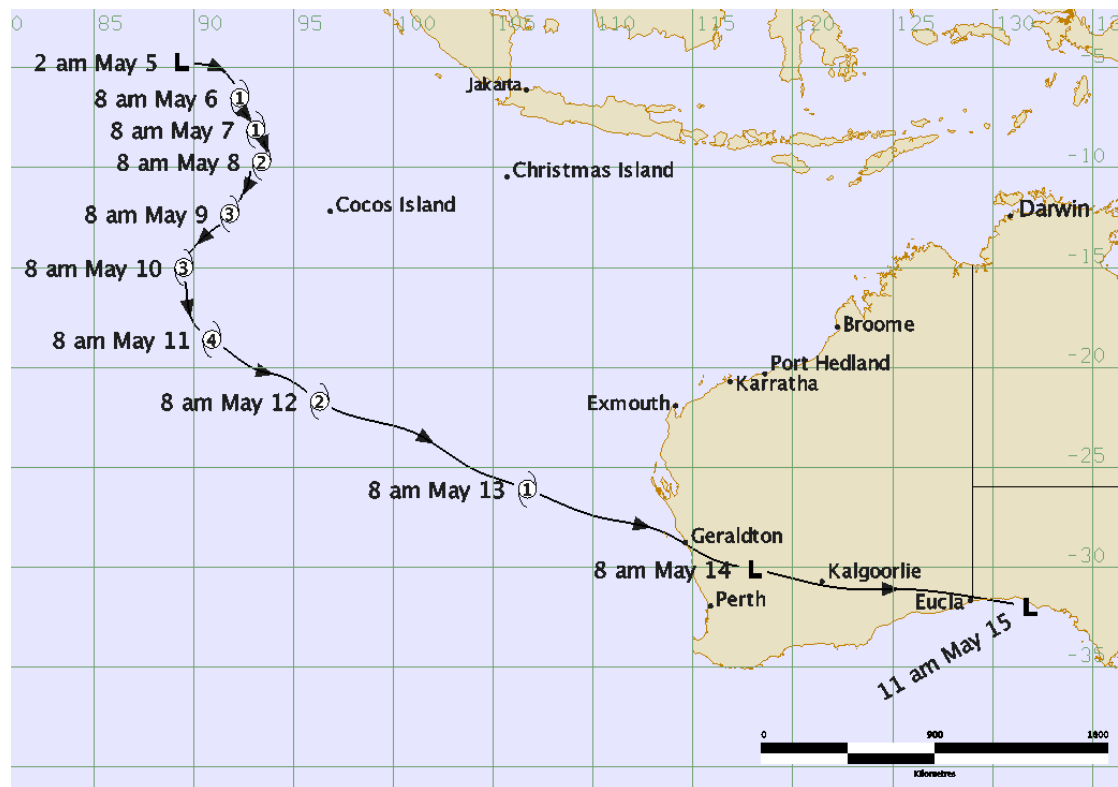 0 85 90 95 100 105 110 115 120 125 130
2 am May 5 L
-5
Jakarta
8 am May 6 1
8 am May 7 1
8 am May 8 2
-10
Christmas Island
Cocos Island
Darwin
8 am May 9 3
8 am May 10 3
-15
8 am May 11 4
Broome
Port Hedland
-20
Karratha
8 am May 12 2
Exmouth
-25
8 am May 13 1
Geraldton
8 am May 14 L
-30
Kalgoorlie
Perth
Eucla
L
11 am May 15
-35
0 900 1800
Kilometres